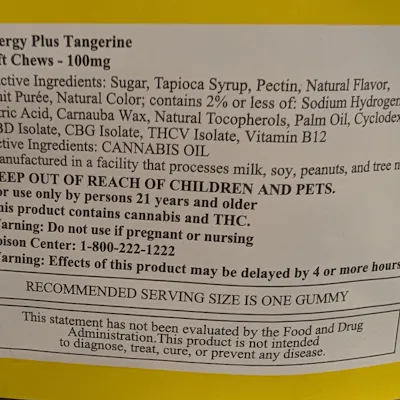 ergy Plus Tangerine
ft Chews - 100mg
ctive Ingredients: Sugar, Tapioca Syrup, Pectin, Natural Flavor,
uit Purée, Natural Color; contains 2% or less of: Sodium Hydrogen
tric Acid, Carnauba Wax, Natural Tocopherols, Palm Oil, Cyclodex
BD Isolate, CBG Isolate, THCV Isolate, Vitamin B12
ctive Ingredients: CANNABIS OIL
anufactured in a facility that processes milk, soy, peanuts, and tree n
EEP OUT OF REACH OF CHILDREN AND PETS.
or use only by persons 21 years and older
his product contains cannabis and THC.
arning: Do not use if pregnant or nursing
oison Center: 1-800-222-1222
arning: Effects of this product may be delayed by 4 or more hours
RECOMMENDED SERVING SIZE IS ONE GUMMY
This statement has not been evaluated by the Food and Drug
Administration.This product is not intended
to diagnose, treat, cure, or prevent any disease.